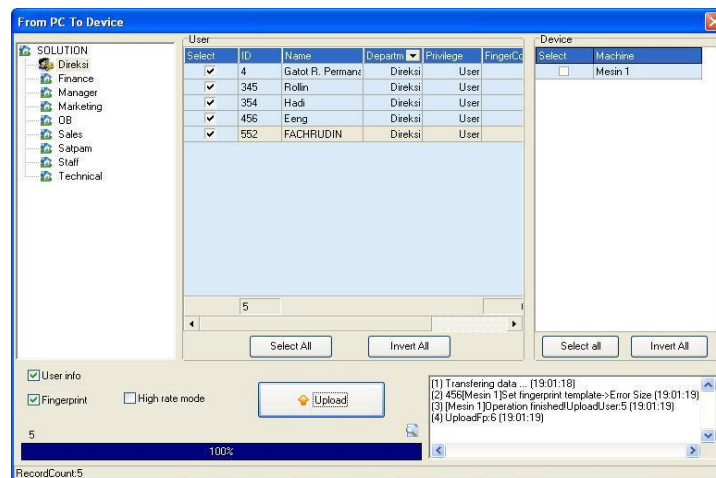 From PC To Device
SOLUTION
Direksi
Finance
Manager
Marketing
OB
Sales
Satpam
Staff
Technical
User
Select ID Name Departm Privilege FingerCo
4 Gatot R. Permana Direksi User
345 Rollin Direksi User
354 Hadi Direksi User
456 Eeng Direksi User
552 FACHRUDIN Direksi User
5
Select All Invert All
Device
Select Machine
Mesin 1
Select all Invert All
User info
Fingerprint High rate mode Upload
5
100%
(1) Transfering data ... (19:01:18)
(2) 456[Mesin 1]Set fingerprint template->Error Size (19:01:19)
(3) [Mesin 1]Operation finished!UploadUser:5 (19:01:19)
(4) UploadFp:6 (19:01:19)
RecordCount:5